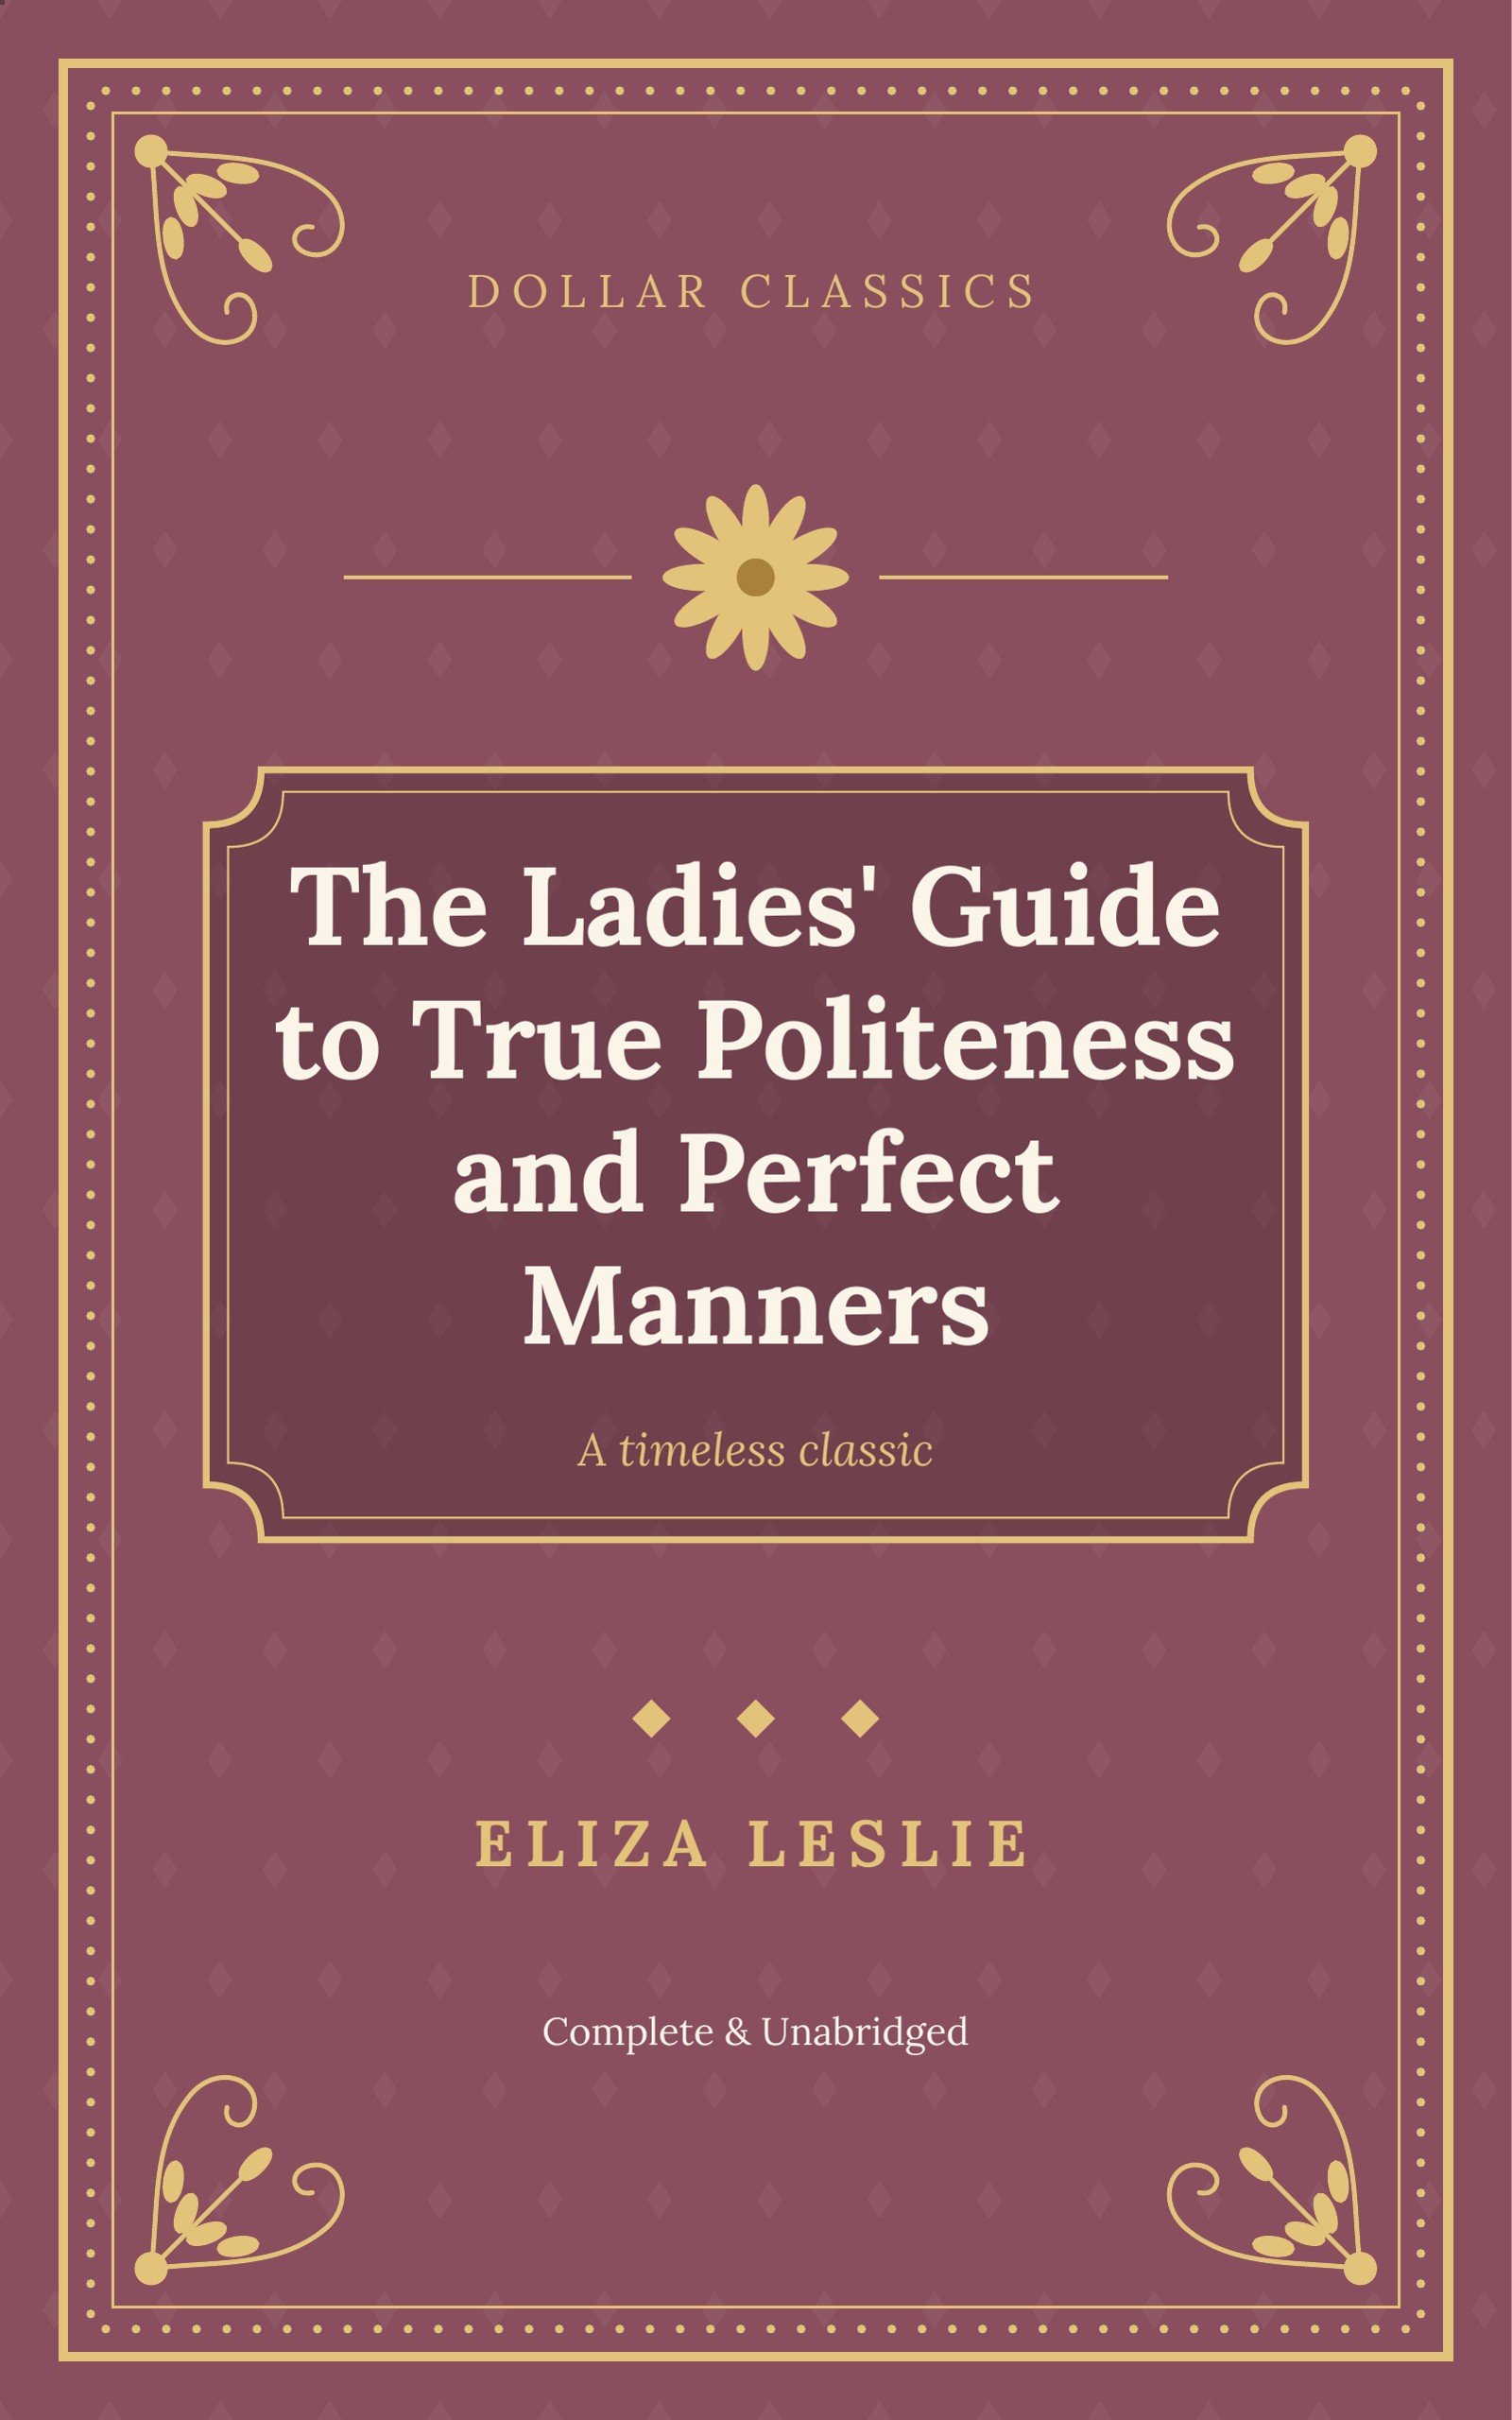 DOLLAR CLASSICS
The Ladies' Guide
to True Politeness
and Perfect
Manners
A timeless classic
ELIZA LESLIE
Complete & Unabridged